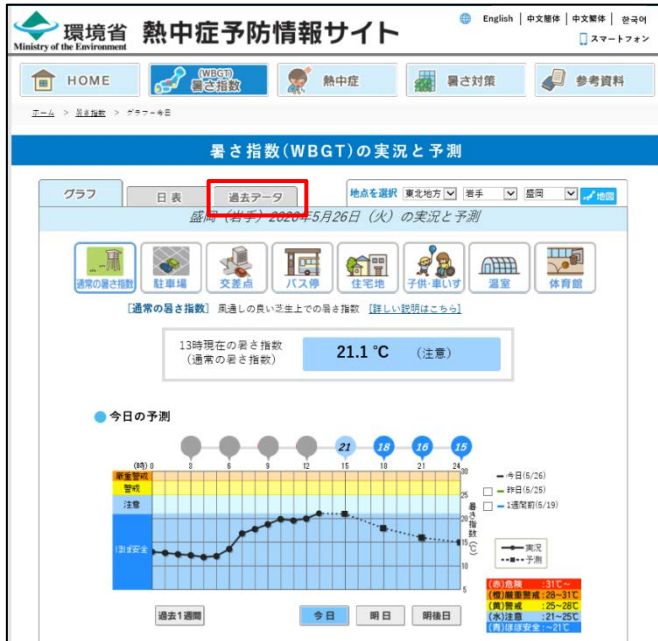 環境省
Ministry of the Environment
熱中症予防情報サイト
English | 中文簡体 | 中文繁体 | 한국어
スマートフォン
HOME
(WBGT)
暑さ指数
熱中症
暑さ対策
参考資料
ホーム > 暑さ指数 > グラフ－今日
暑さ指数(WBGT)の実況と予測
グラフ
日表
過去データ
地点を選択 東北地方 岩手 盛岡 地図
盛岡（岩手）2020年5月26日（火）の実況と予測
通常の暑さ指数
駐車場
交差点
バス停
住宅地
子供・車いす
温室
体育館
[通常の暑さ指数] 風通しの良い芝生上での暑さ指数 [詳しい説明はこちら]
13時現在の暑さ指数
（通常の暑さ指数）
21.1 ℃ （注意）
今日の予測
21 18 16 15
(時) 0 3 6 9 12 15 18 21 24
厳重警戒
警戒
注意
ほぼ安全
30
25
20
15
10
5
暑さ指数(℃)
今日(5/26)
昨日(5/25)
1週間前(5/19)
実況
予測
(赤)危険 :31℃～
(橙)厳重警戒:28～31℃
(黄)警戒 :25～28℃
(水)注意 :21～25℃
(青)ほぼ安全:～21℃
過去1週間
今日
明日
明後日